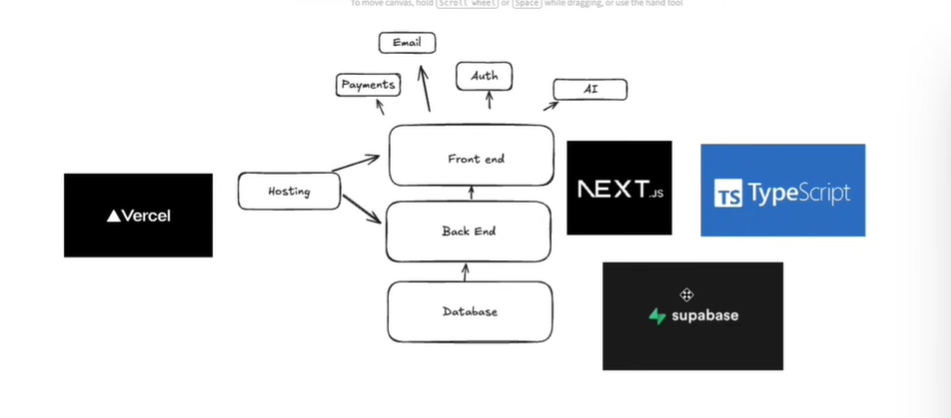 To move canvas, hold Scroll wheel or Space while dragging, or use the hand tool
Email
Payments
Auth
AI
Front end
Hosting
Back End
Database
Vercel
NEXT.JS
TS TypeScript
supabase